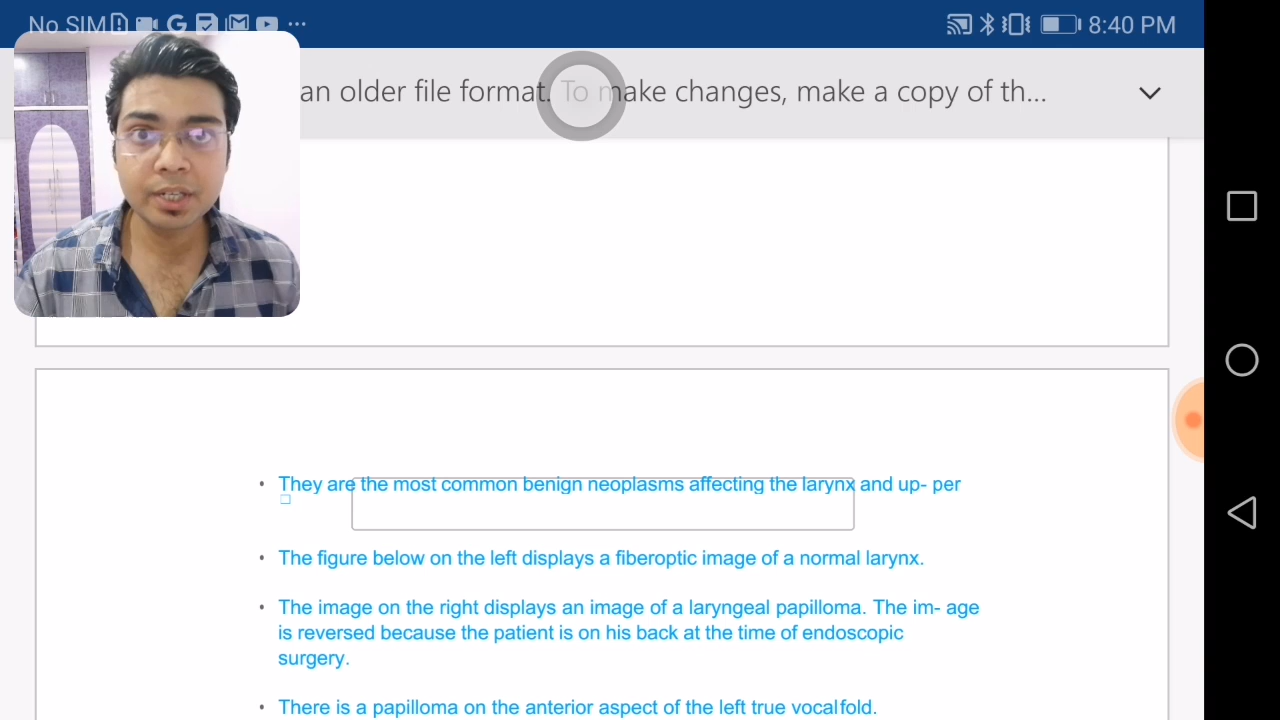 No SIM ... 8:40 PM
an older file format. To make changes, make a copy of th...
• They are the most common benign neoplasms affecting the larynx and up- per
• The figure below on the left displays a fiberoptic image of a normal larynx.
• The image on the right displays an image of a laryngeal papilloma. The im- age
is reversed because the patient is on his back at the time of endoscopic
surgery.
• There is a papilloma on the anterior aspect of the left true vocal fold.